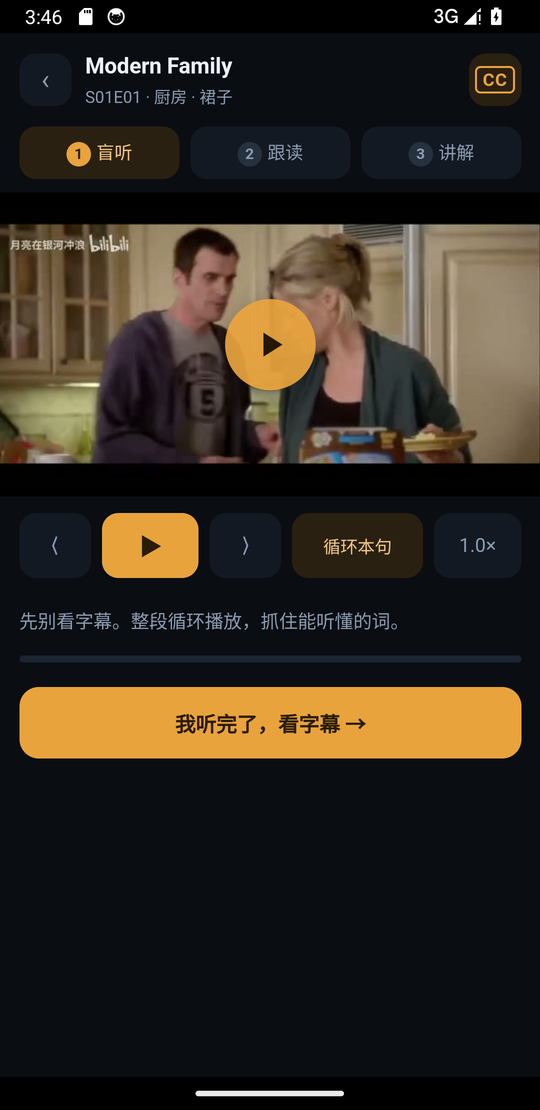 3:46
3G
Modern Family
S01E01 · 厨房 · 裙子
CC
1 盲听
2 跟读
3 讲解
月亮在银河冲浪 bilibili
5
循环本句
1.0×
先别看字幕。整段循环播放，抓住能听懂的词。
我听完了，看字幕 →